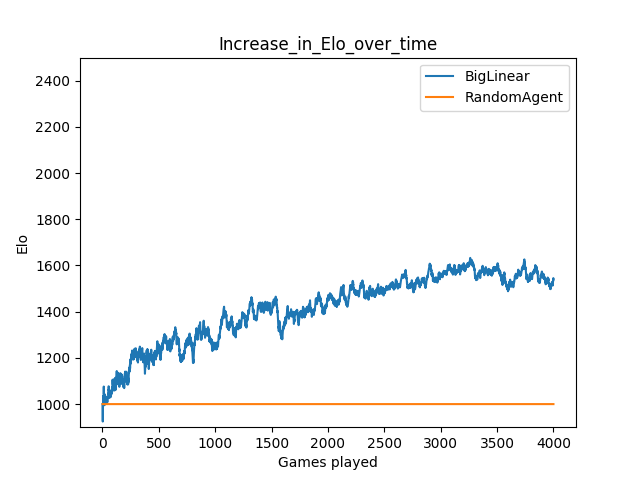 Increase_in_Elo_over_time
BigLinear
RandomAgent
2400
2200
2000
1800
1600
1400
1200
1000
Elo
0 500 1000 1500 2000 2500 3000 3500 4000
Games played